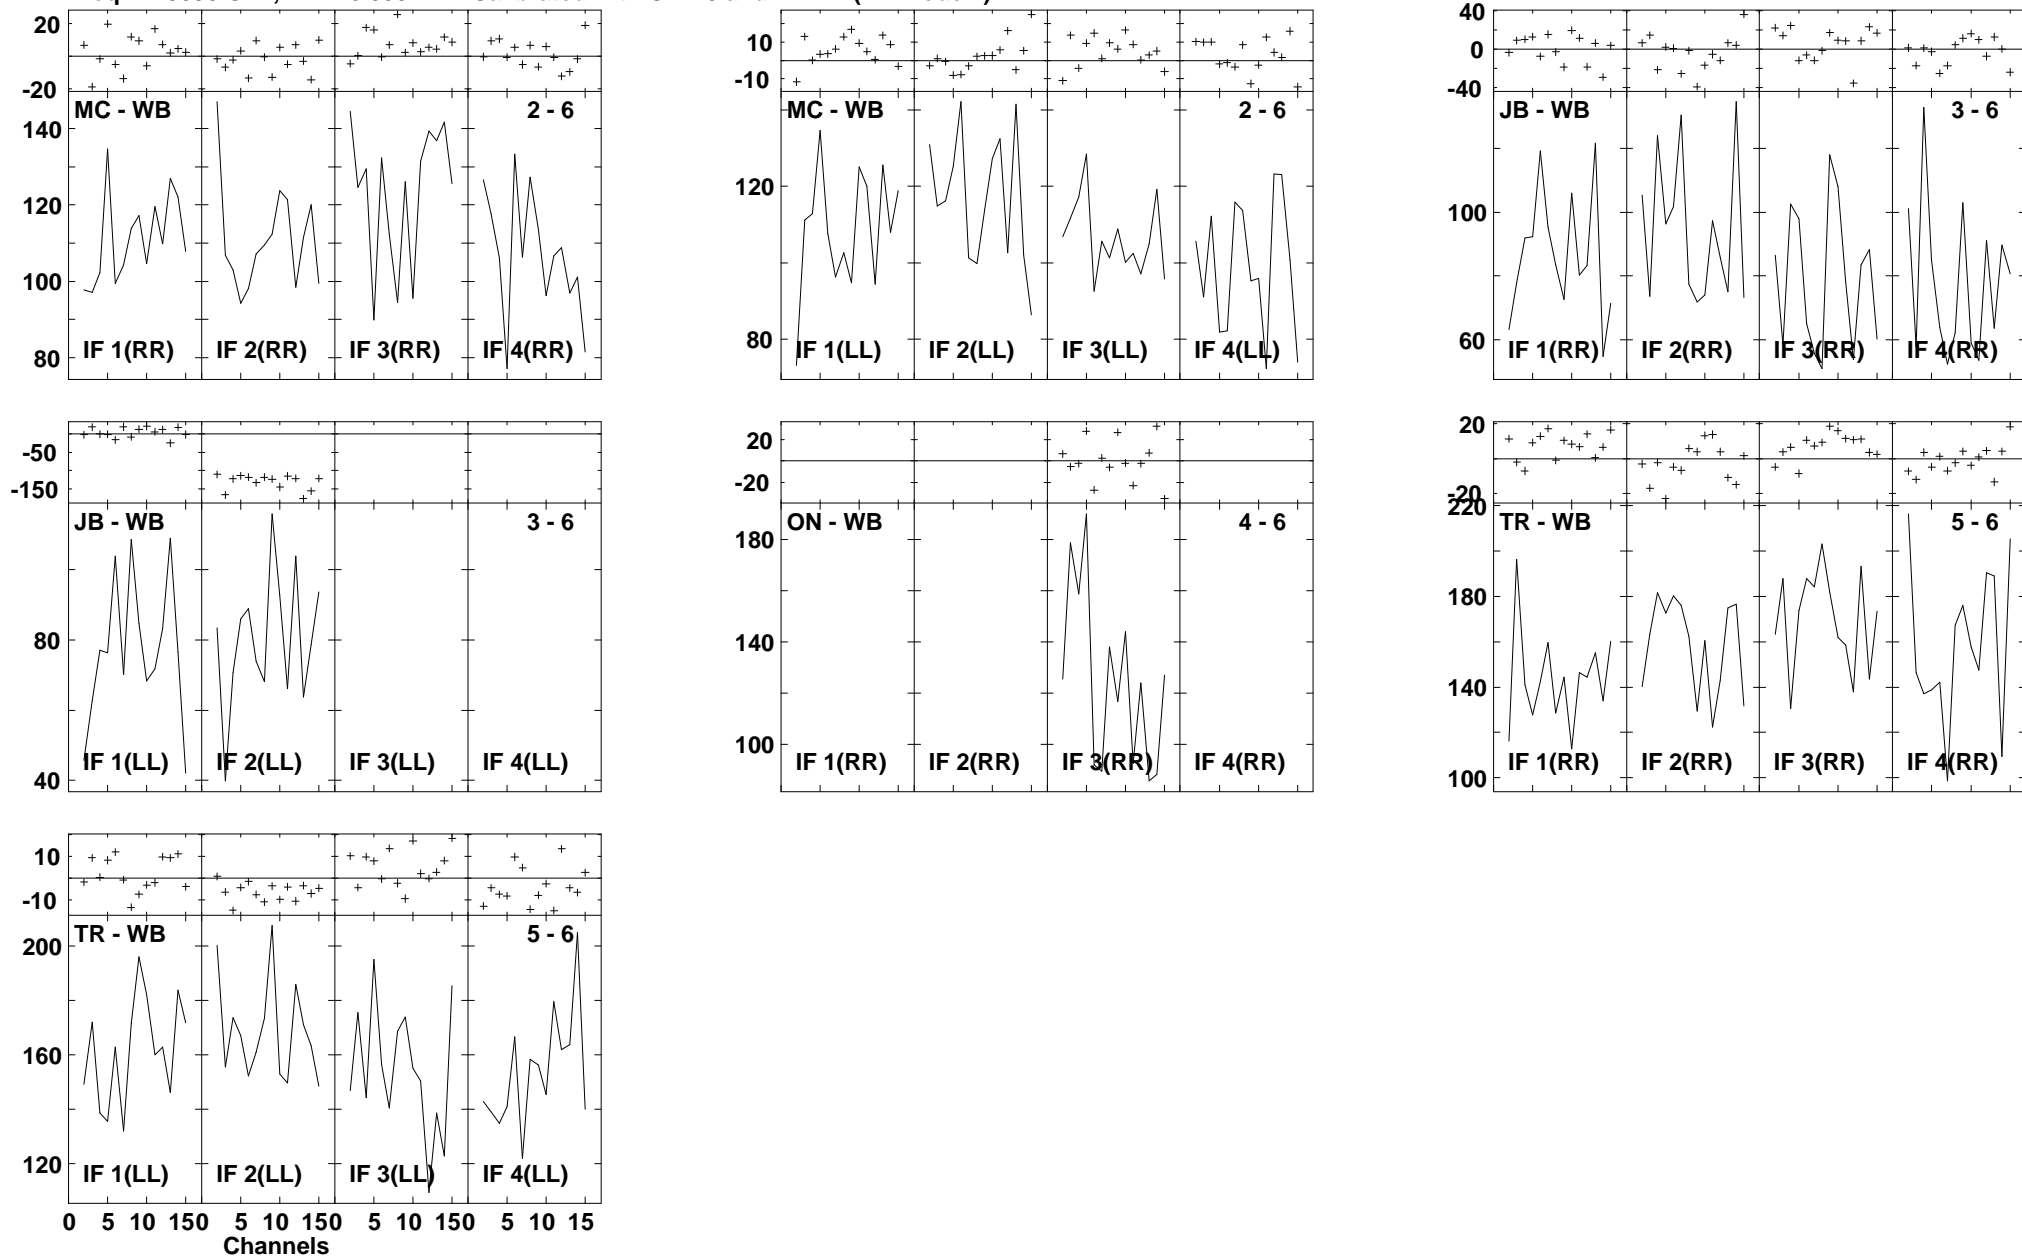 20
-20
MC - WB 2 - 6
140
120
100
80
IF 1(RR) IF 2(RR) IF 3(RR) IF 4(RR)
10
-10
MC - WB 2 - 6
120
80
IF 1(LL) IF 2(LL) IF 3(LL) IF 4(LL)
40
0
-40
JB - WB 3 - 6
100
60
IF 1(RR) IF 2(RR) IF 3(RR) IF 4(RR)
-50
-150
JB - WB 3 - 6
80
40
IF 1(LL) IF 2(LL) IF 3(LL) IF 4(LL)
20
-20
ON - WB 4 - 6
180
140
100
IF 1(RR) IF 2(RR) IF 3(RR) IF 4(RR)
20
-20
220
TR - WB 5 - 6
180
140
100
IF 1(RR) IF 2(RR) IF 3(RR) IF 4(RR)
10
-10
TR - WB 5 - 6
200
160
120
IF 1(LL) IF 2(LL) IF 3(LL) IF 4(LL)
0 5 10 150 5 10 150 5 10 150 5 10 15
Channels